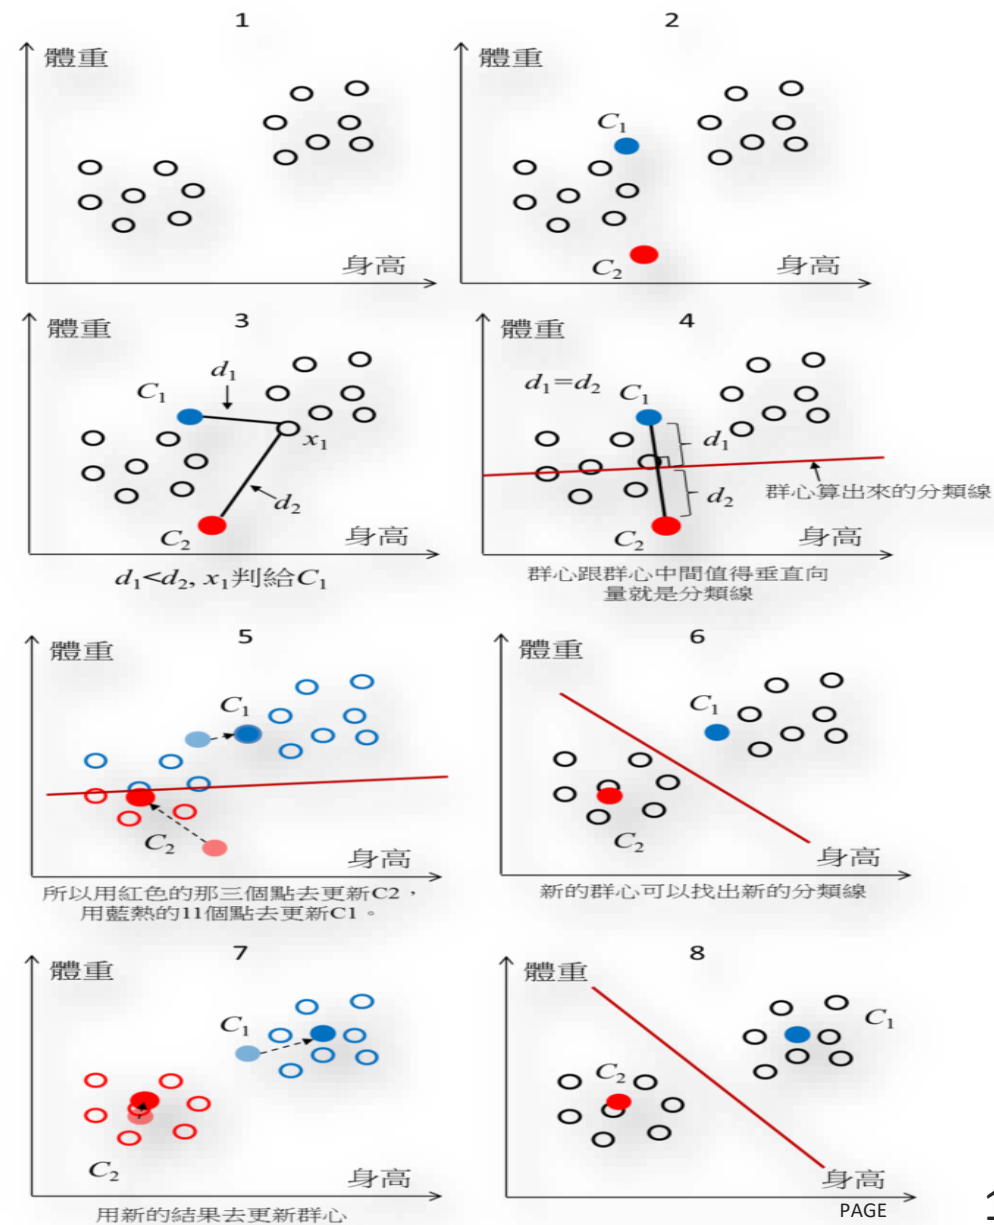 1
體重
身高
2
體重
C1
C2
身高
3
體重
d1
C1
x1
d2
C2
身高
d1<d2, x1判給C1
4
體重
d1=d2
C1
d1
d2
群心算出來的分類線
C2
身高
群心跟群心中間值得垂直向
量就是分類線
5
體重
C1
C2
身高
所以用紅色的那三個點去更新C2，
用藍熱的11個點去更新C1。
6
體重
C1
C2
身高
新的群心可以找出新的分類線
7
體重
C1
C2
身高
用新的結果去更新群心
8
體重
C1
C2
身高
PAGE
1